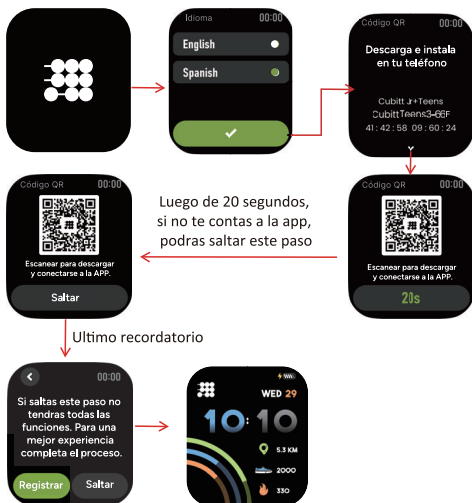 Idioma 00:00
English
Spanish
Código QR 00:00
Descarga e instala
en tu teléfono
Cubitt Jr+Teens
CubittTeens3-66F
41:42:58 09:60:24
Código QR 00:00
Escanear para descargar
y conectarse a la APP.
20s
Luego de 20 segundos,
si no te contas a la app,
podras saltar este paso
Código QR 00:00
Escanear para descargar
y conectarse a la APP.
Saltar
Ultimo recordatorio
00:00
Si saltas este paso no
tendras todas las
funciones. Para una
mejor experiencia
completa el proceso.
Registrar Saltar
WED 29
10:10
5.3 KM
2000
330